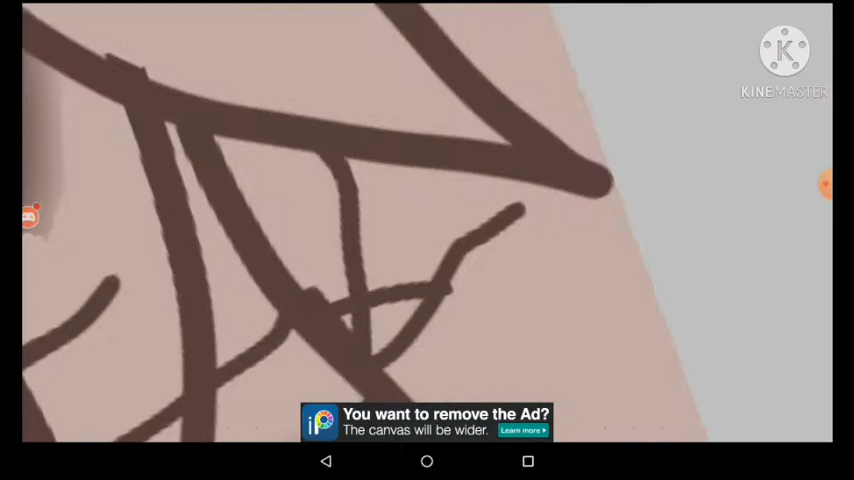 KINEMASTER
You want to remove the Ad?
The canvas will be wider.
Learn more